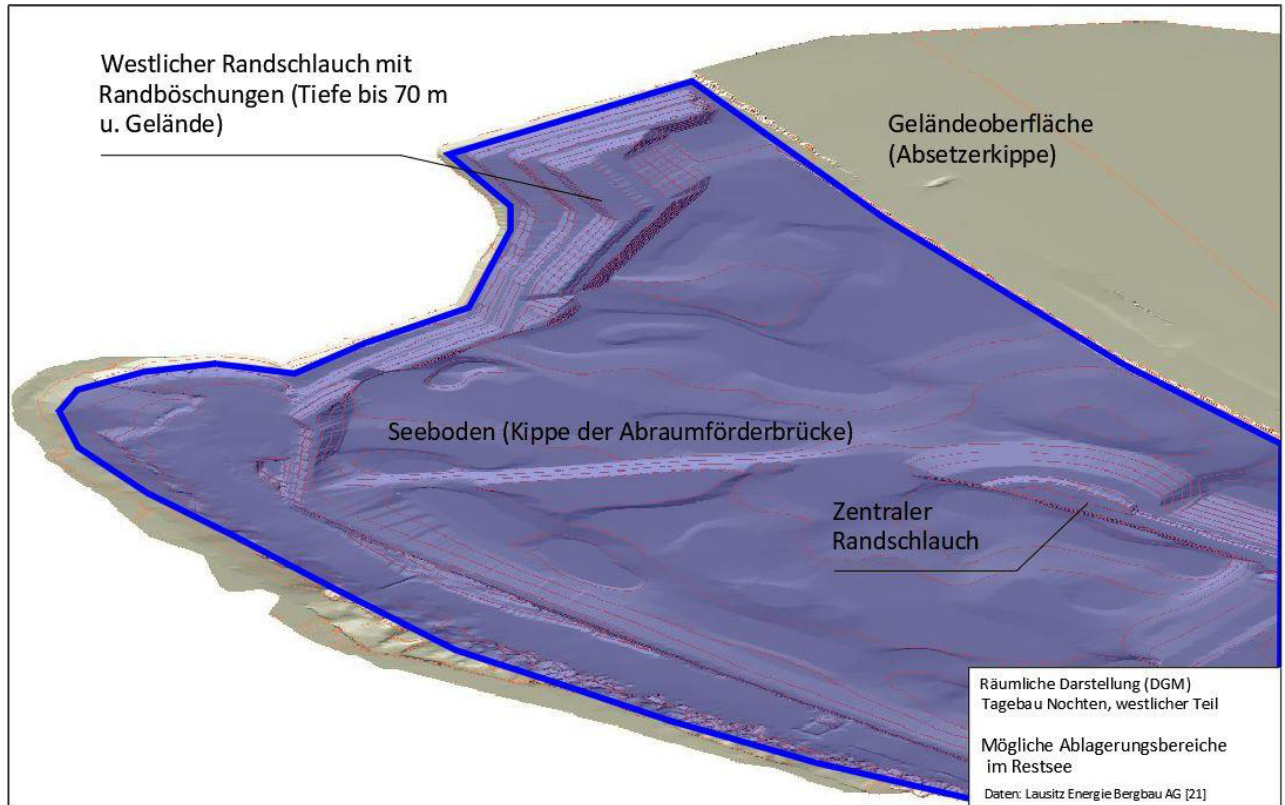 Westlicher Randschlauch mit
Randböschungen (Tiefe bis 70 m
u. Gelände)
Geländeoberfläche
(Absetzerkippe)
Seeboden (Kippe der Abraumförderbrücke)
Zentraler
Randschlauch
Räumliche Darstellung (DGM)
Tagebau Nochten, westlicher Teil
Mögliche Ablagerungsbereiche
im Restsee
Daten: Lausitz Energie Bergbau AG [21]